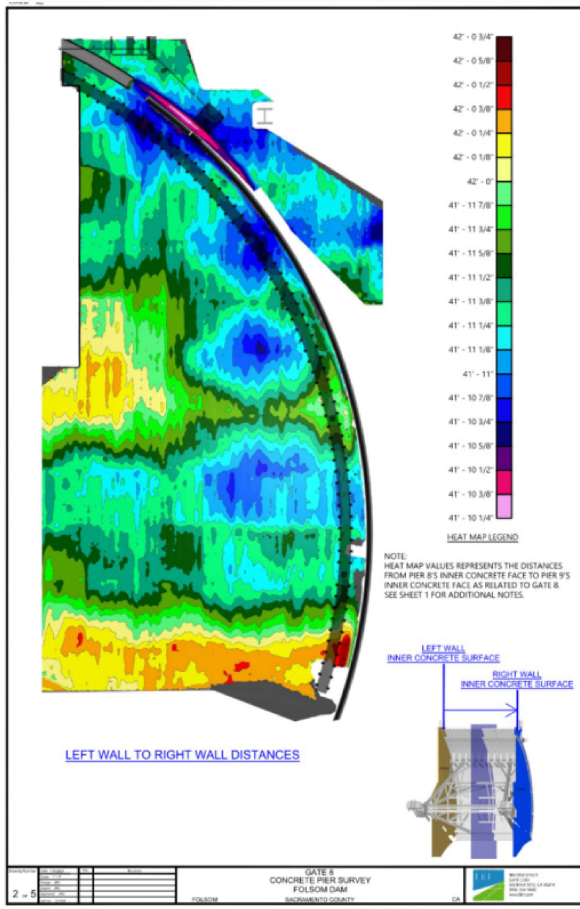 42' - 0 3/4"
42' - 0 5/8"
42' - 0 1/2"
42' - 0 3/8"
42' - 0 1/4"
42' - 0 1/8"
42' - 0"
41' - 11 7/8"
41' - 11 3/4"
41' - 11 5/8"
41' - 11 1/2"
41' - 11 3/8"
41' - 11 1/4"
41' - 11 1/8"
41' - 11"
41' - 10 7/8"
41' - 10 3/4"
41' - 10 5/8"
41' - 10 1/2"
41' - 10 3/8"
41' - 10 1/4"
HEAT MAP LEGEND
NOTE:
HEAT MAP VALUES REPRESENTS THE DISTANCES
FROM PIER 8'S INNER CONCRETE FACE TO PIER 9'S
INNER CONCRETE FACE AS RELATED TO GATE 8.
SEE SHEET 1 FOR ADDITIONAL NOTES.
LEFT WALL
INNER CONCRETE SURFACE
RIGHT WALL
INNER CONCRETE SURFACE
LEFT WALL TO RIGHT WALL DISTANCES
2 OF 5
GATE 8
CONCRETE PIER SURVEY
FOLSOM DAM
FOLSOM
SACRAMENTO COUNTY
CA